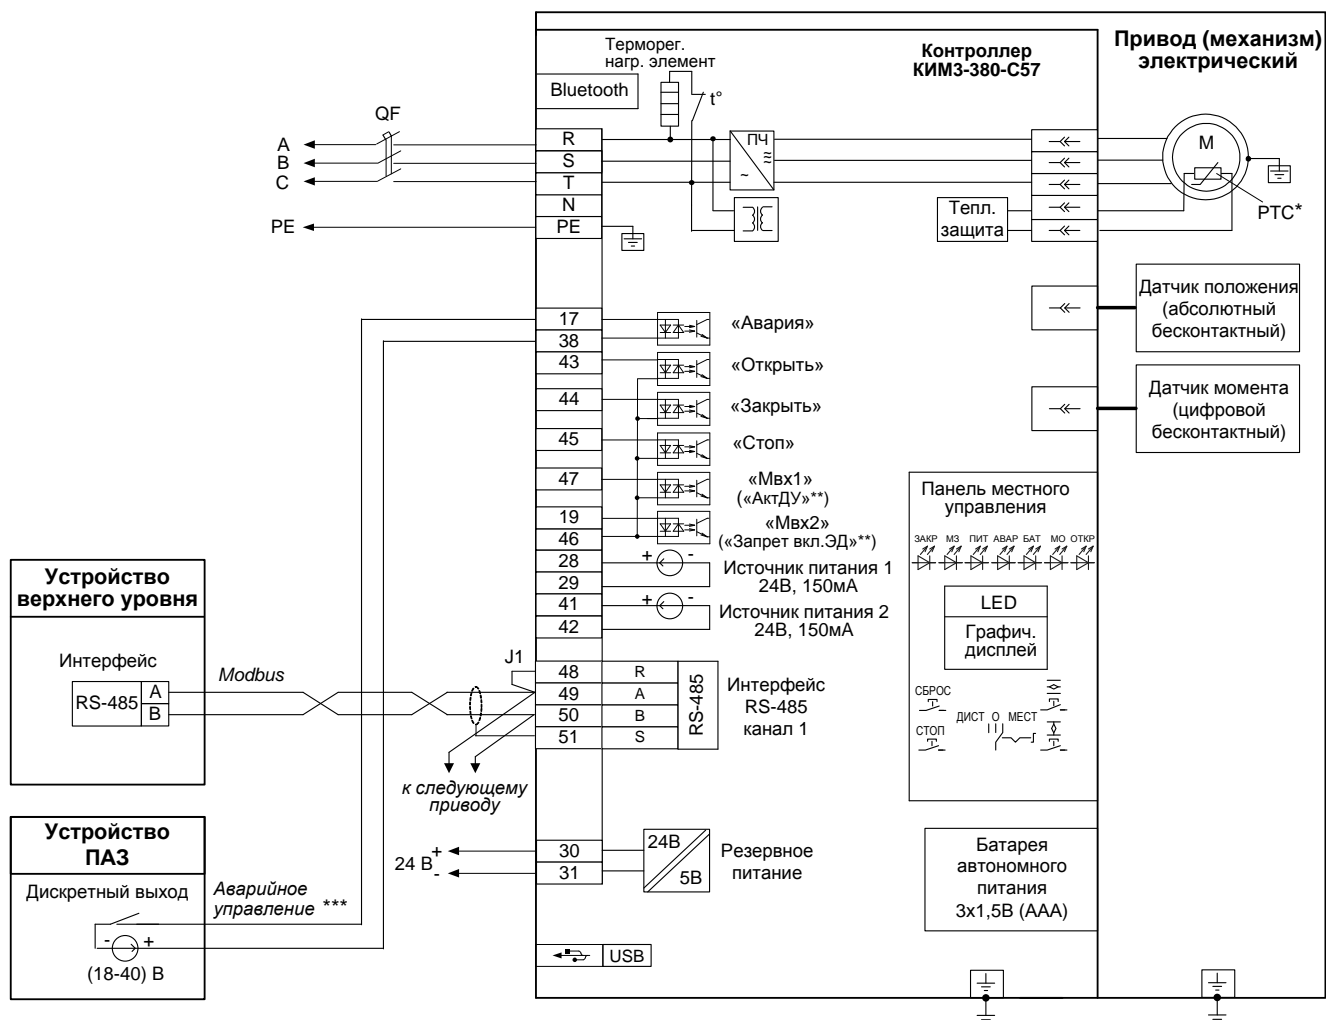 Терморег.
нагр. элемент
Контроллер
КИМ3-380-С57
Привод (механизм)
электрический
Bluetooth
t°
QF
A
B
C
PE
R
S
T
N
PE
ПЧ
~
≈
M
PTC*
Тепл.
защита
Датчик положения
(абсолютный
бесконтактный)
Датчик момента
(цифровой
бесконтактный)
17
38
43
44
45
47
19
46
28
29
41
42
«Авария»
«Открыть»
«Закрыть»
«Стоп»
«Мвх1»
(«АктДУ»**)
«Мвх2»
(«Запрет вкл.ЭД»**)
+ -
Источник питания 1
24В, 150мА
+ -
Источник питания 2
24В, 150мА
Панель местного
управления
ЗАКР МЗ ПИТ АВАР БАТ МО ОТКР
LED
Графич.
дисплей
СБРОС
СТОП
ДИСТ О МЕСТ
Устройство
верхнего уровня
Интерфейс
RS-485
A
B
Modbus
J1
48 R
49 A
50 B
51 S
RS-485
Интерфейс
RS-485
канал 1
к следующему
приводу
Устройство
ПАЗ
Дискретный выход
- +
(18-40) В
Аварийное
управление ***
24 В
+
-
30
31
24В
5В
Резервное
питание
Батарея
автономного
питания
3х1,5В (ААА)
USB